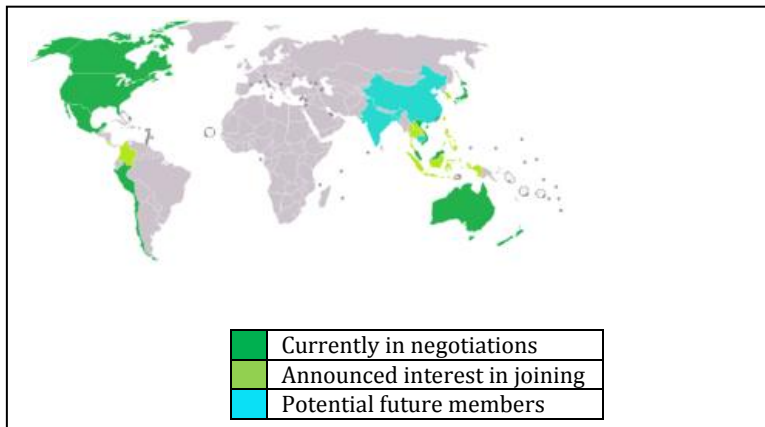 Currently in negotiations
Announced interest in joining
Potential future members